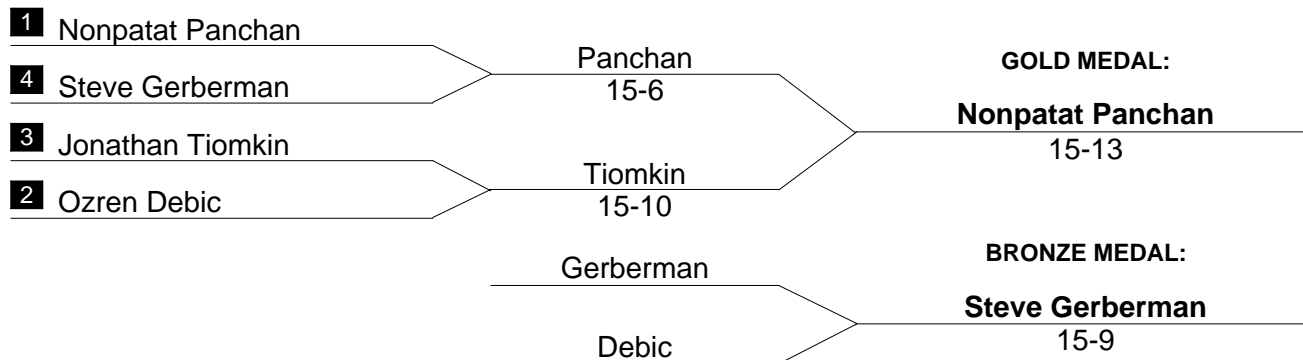 1 Nonpatat Panchan
4 Steve Gerberman
3 Jonathan Tiomkin
2 Ozren Debic
Panchan
15-6
Tiomkin
15-10
GOLD MEDAL:
Nonpatat Panchan
15-13
Gerberman
Debic
BRONZE MEDAL:
Steve Gerberman
15-9